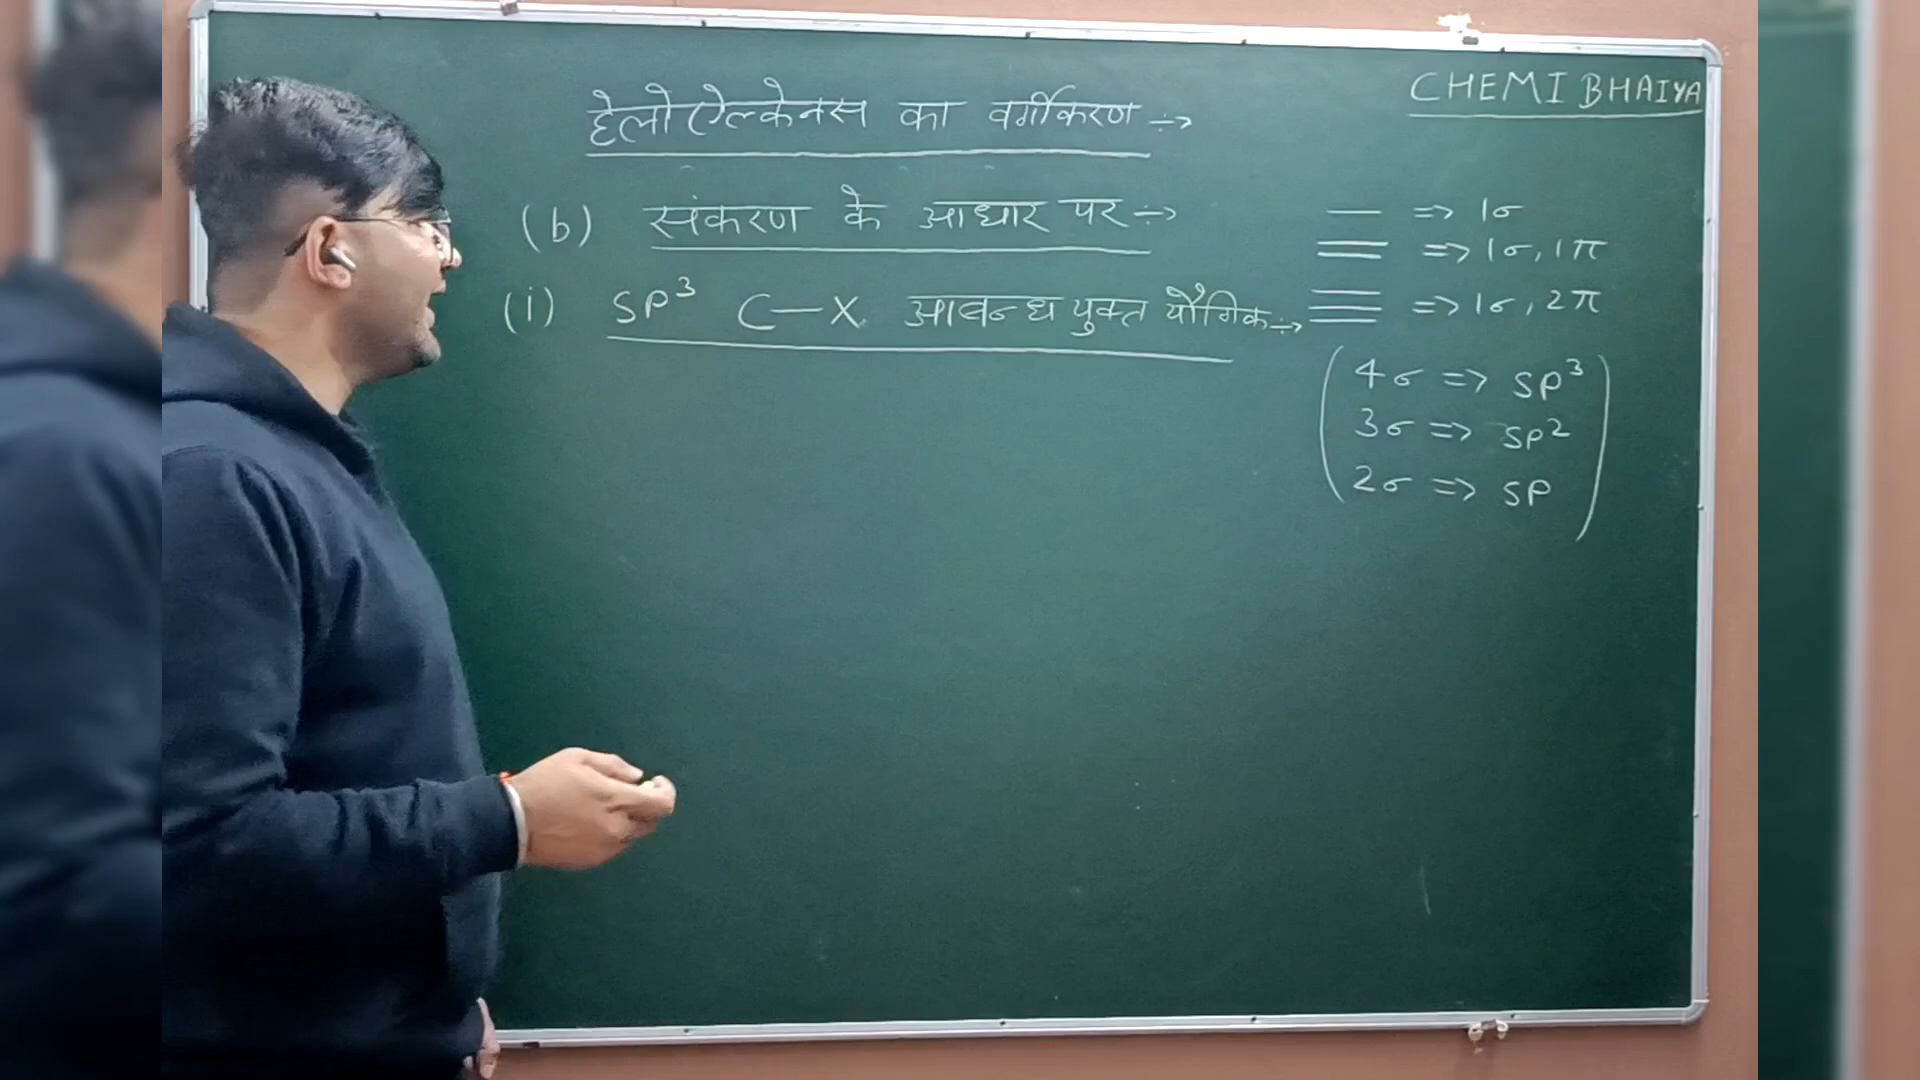 CHEMI BHAIYA
हेलोऐल्केनस का वर्गीकरण ÷>
(b) संकरण के आधार पर ÷>
(i) SP³ C—X आबन्ध युक्त यौगिक ÷>
— => 1σ
= => 1σ, 1π
≡ => 1σ, 2π
4σ => SP³
3σ => SP²
2σ => SP